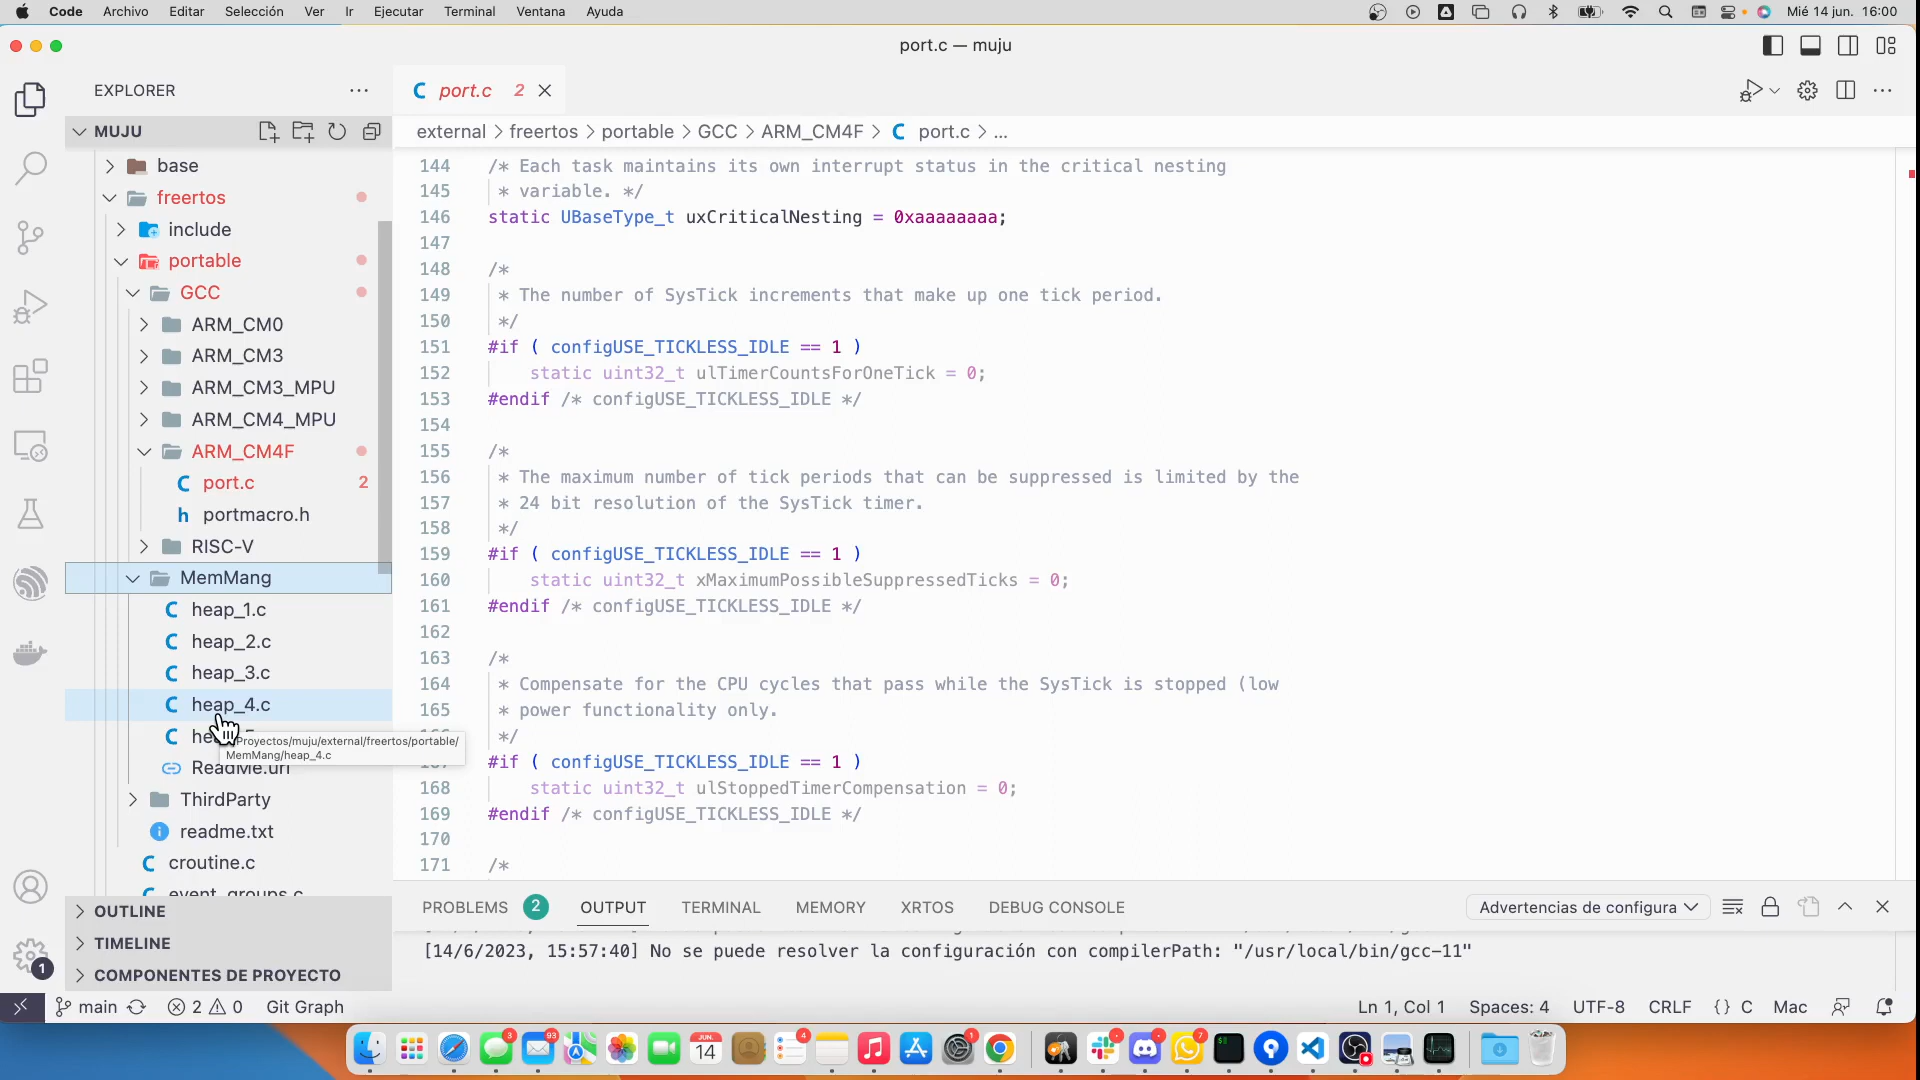 Code Archivo Editar Selección Ver Ir Ejecutar Terminal Ventana Ayuda Mié 14 jun. 16:00
port.c — muju
EXPLORER
MUJU
base
freertos
include
portable
GCC
ARM_CM0
ARM_CM3
ARM_CM3_MPU
ARM_CM4_MPU
ARM_CM4F
port.c 2
portmacro.h
RISC-V
MemMang
heap_1.c
heap_2.c
heap_3.c
heap_4.c
Proyectos/muju/external/freertos/portable/
MemMang/heap_4.c
ReadMe.url
ThirdParty
readme.txt
croutine.c
event_groups.c
OUTLINE
TIMELINE
COMPONENTES DE PROYECTO
port.c 2
external > freertos > portable > GCC > ARM_CM4F > port.c > ...
144 /* Each task maintains its own interrupt status in the critical nesting
145 * variable. */
146 static UBaseType_t uxCriticalNesting = 0xaaaaaaaa;
147
148 /*
149 * The number of SysTick increments that make up one tick period.
150 */
151 #if ( configUSE_TICKLESS_IDLE == 1 )
152 static uint32_t ulTimerCountsForOneTick = 0;
153 #endif /* configUSE_TICKLESS_IDLE */
154
155 /*
156 * The maximum number of tick periods that can be suppressed is limited by the
157 * 24 bit resolution of the SysTick timer.
158 */
159 #if ( configUSE_TICKLESS_IDLE == 1 )
160 static uint32_t xMaximumPossibleSuppressedTicks = 0;
161 #endif /* configUSE_TICKLESS_IDLE */
162
163 /*
164 * Compensate for the CPU cycles that pass while the SysTick is stopped (low
165 * power functionality only.
*/
#if ( configUSE_TICKLESS_IDLE == 1 )
168 static uint32_t ulStoppedTimerCompensation = 0;
169 #endif /* configUSE_TICKLESS_IDLE */
170
171 /*
PROBLEMS 2 OUTPUT TERMINAL MEMORY XRTOS DEBUG CONSOLE Advertencias de configura
[14/6/2023, 15:57:40] No se puede resolver la configuración con compilerPath: "/usr/local/bin/gcc-11"
1
main 2 0 Git Graph Ln 1, Col 1 Spaces: 4 UTF-8 CRLF {} C Mac
3 93 JUN. 14 4 1 7